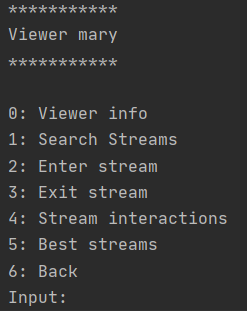 ***********
Viewer mary
***********
0: Viewer info
1: Search Streams
2: Enter stream
3: Exit stream
4: Stream interactions
5: Best streams
6: Back
Input: